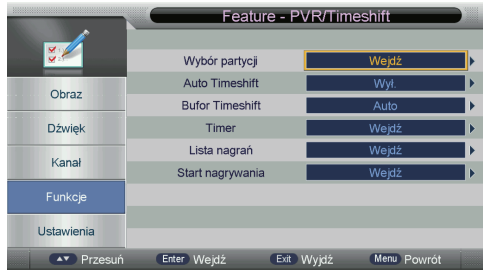 Feature - PVR/Timeshift
Wybór partycji Wejdź
Auto Timeshift Wył.
Bufor Timeshift Auto
Timer Wejdź
Lista nagrań Wejdź
Start nagrywania Wejdź
Obraz
Dźwięk
Kanał
Funkcje
Ustawienia
Przesuń Enter Wejdź Exit Wyjdź Menu Powrót